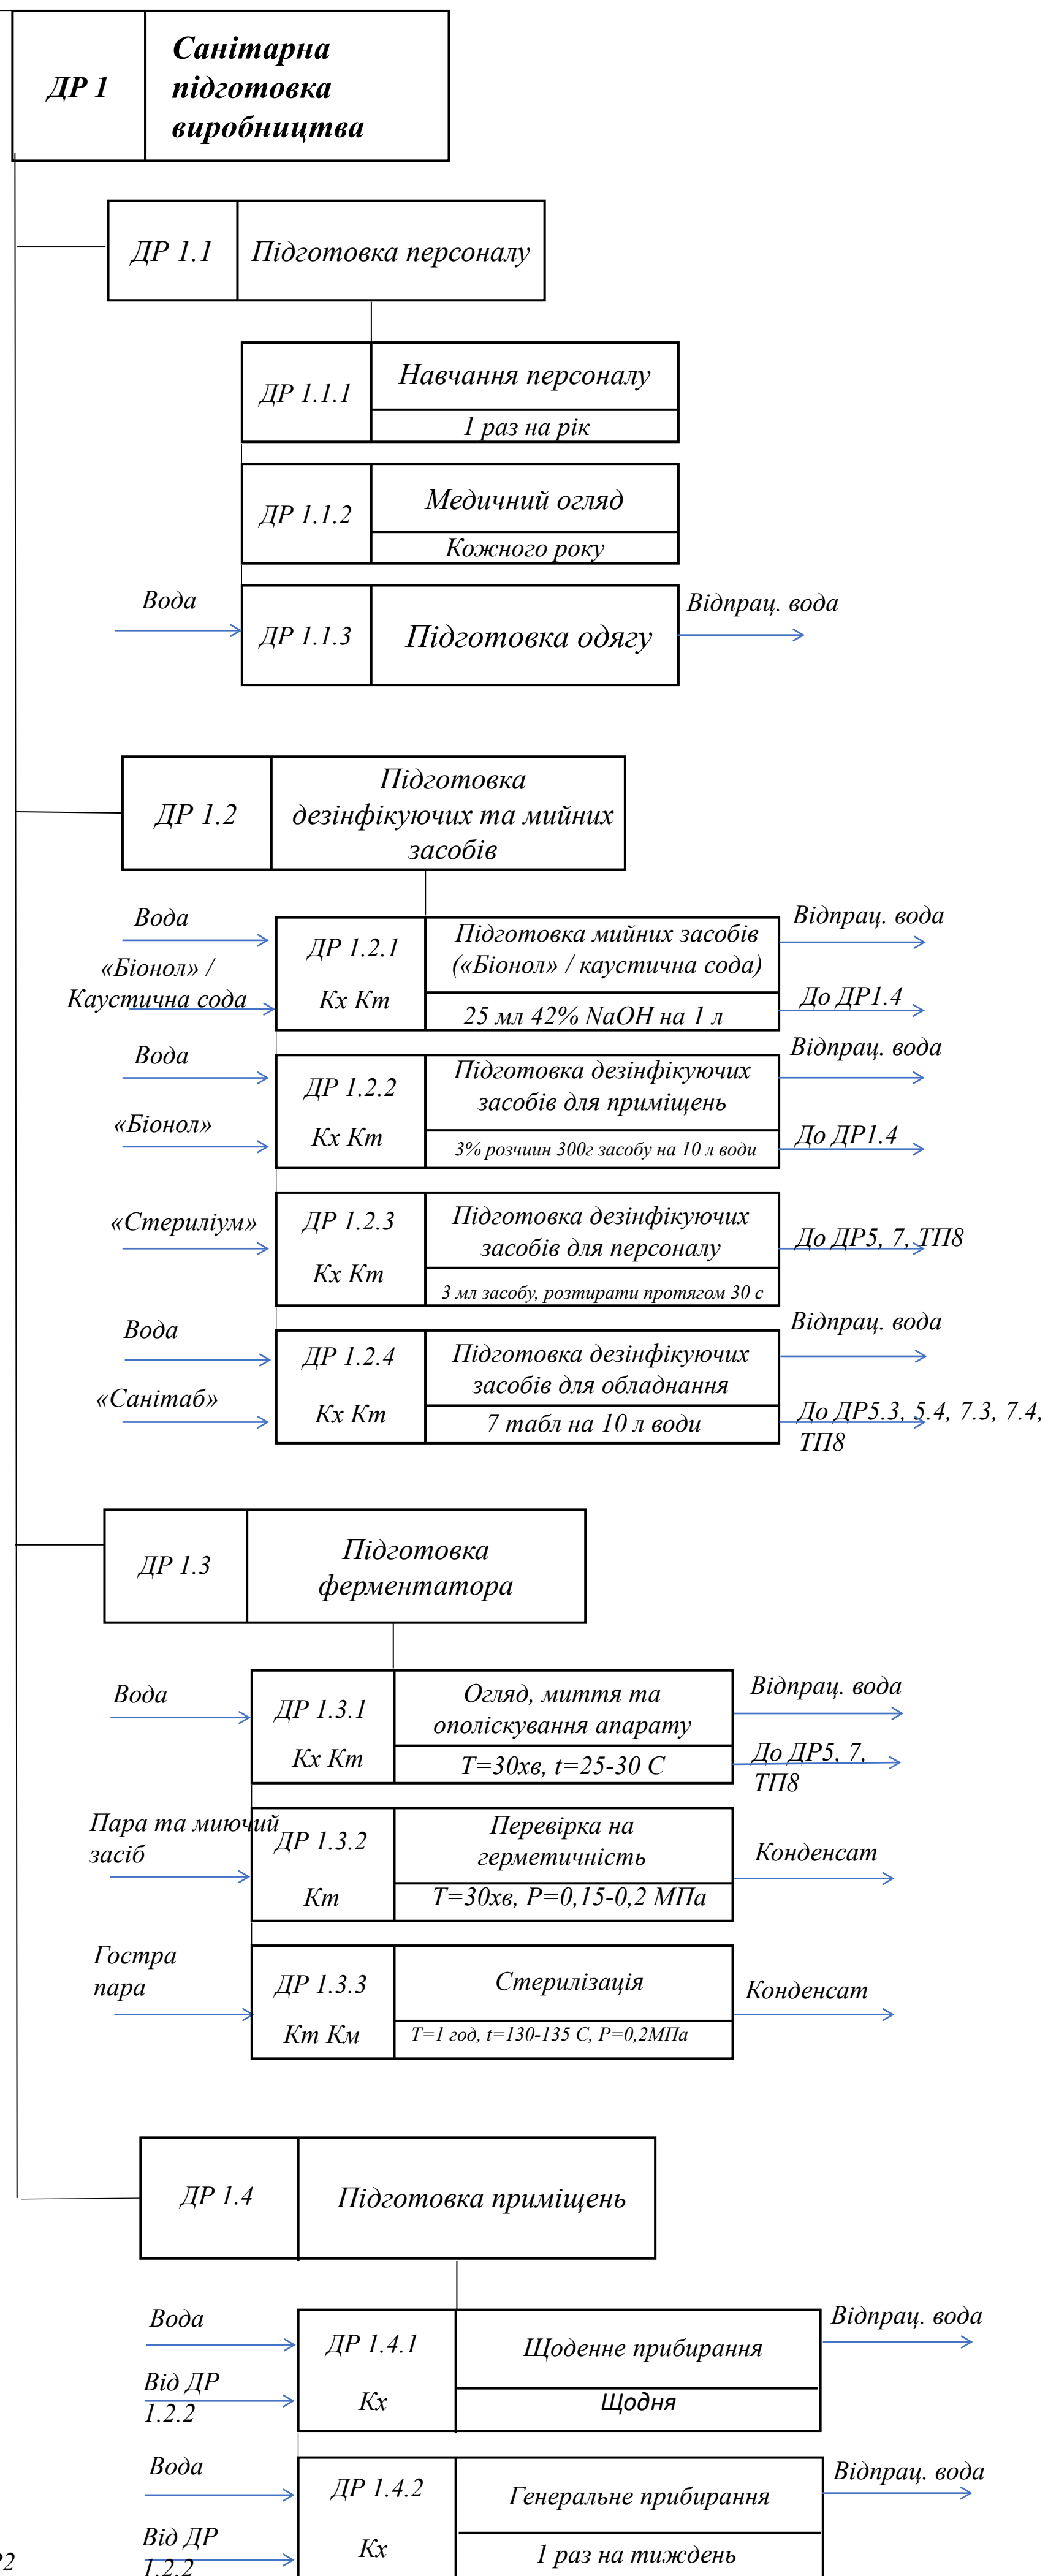 ДР 1
Санітарна
підготовка
виробництва
ДР 1.1
Підготовка персоналу
ДР 1.1.1
Навчання персоналу
1 раз на рік
ДР 1.1.2
Медичний огляд
Кожного року
Вода
ДР 1.1.3
Підготовка одягу
Відпрац. вода
ДР 1.2
Підготовка
дезінфікуючих та мийних
засобів
Вода
«Біонол» /
Каустична сода
ДР 1.2.1
Кх Кт
Підготовка мийних засобів
(«Біонол» / каустична сода)
25 мл 42% NaOH на 1 л
Відпрац. вода
До ДР1.4
Вода
«Біонол»
ДР 1.2.2
Кх Кт
Підготовка дезінфікуючих
засобів для приміщень
3% розчиин 300г засобу на 10 л води
Відпрац. вода
До ДР1.4
«Стериліум»
ДР 1.2.3
Кх Кт
Підготовка дезінфікуючих
засобів для персоналу
3 мл засобу, розтирати протягом 30 с
До ДР5, 7, ТП8
Вода
«Санітаб»
ДР 1.2.4
Кх Кт
Підготовка дезінфікуючих
засобів для обладнання
7 табл на 10 л води
Відпрац. вода
До ДР5.3, 5.4, 7.3, 7.4,
ТП8
ДР 1.3
Підготовка
ферментатора
Вода
ДР 1.3.1
Кх Кт
Огляд, миття та
ополіскування апарату
Т=30хв, t=25-30 С
Відпрац. вода
До ДР5, 7,
ТП8
Пара та миючий
засіб
ДР 1.3.2
Кт
Перевірка на
герметичність
Т=30хв, Р=0,15-0,2 МПа
Конденсат
Гостра
пара
ДР 1.3.3
Кт Км
Стерилізація
Т=1 год, t=130-135 С, Р=0,2МПа
Конденсат
ДР 1.4
Підготовка приміщень
Вода
Від ДР
1.2.2
ДР 1.4.1
Кх
Щоденне прибирання
Щодня
Відпрац. вода
Вода
Від ДР
1.2.2
ДР 1.4.2
Кх
Генеральне прибирання
1 раз на тиждень
Відпрац. вода